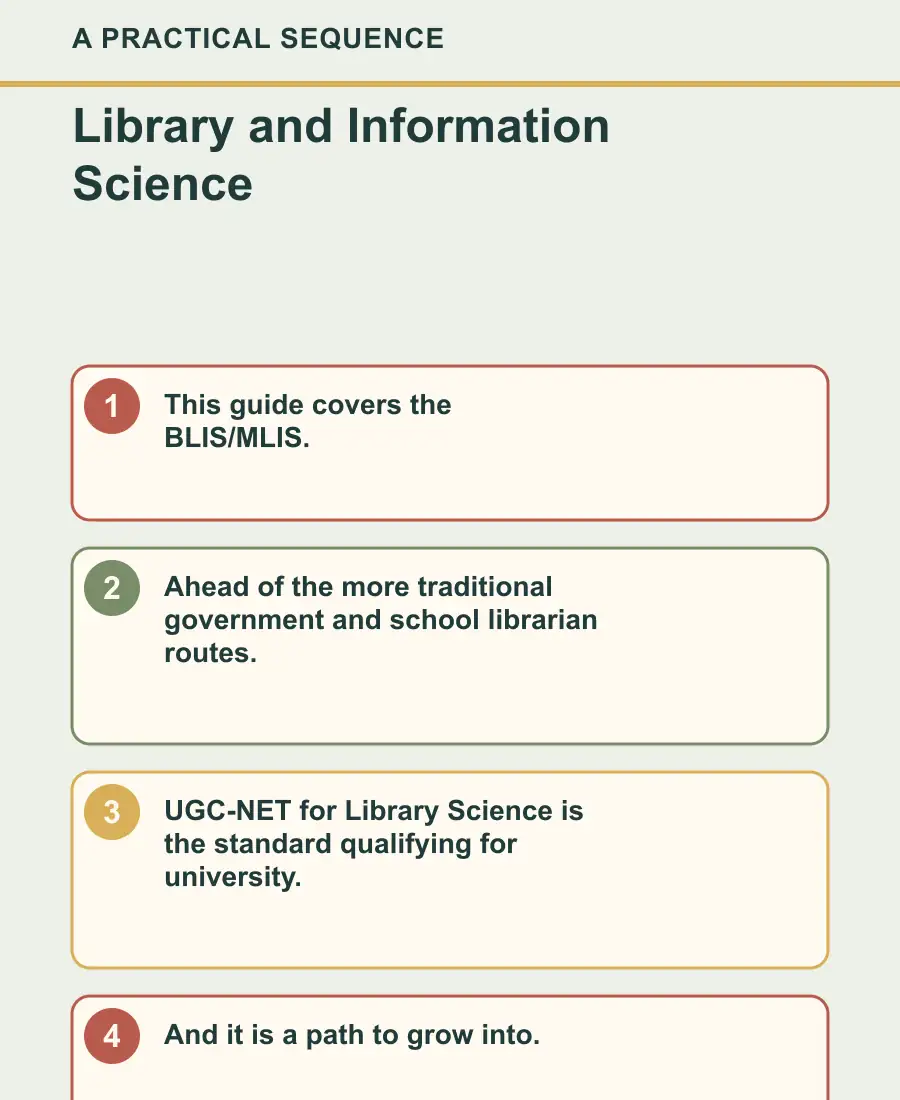 A PRACTICAL SEQUENCE
Library and Information
Science
1
This guide covers the
BLIS/MLIS.
2
Ahead of the more traditional
government and school librarian
routes.
3
UGC-NET for Library Science is
the standard qualifying for
university.
4
And it is a path to grow into.